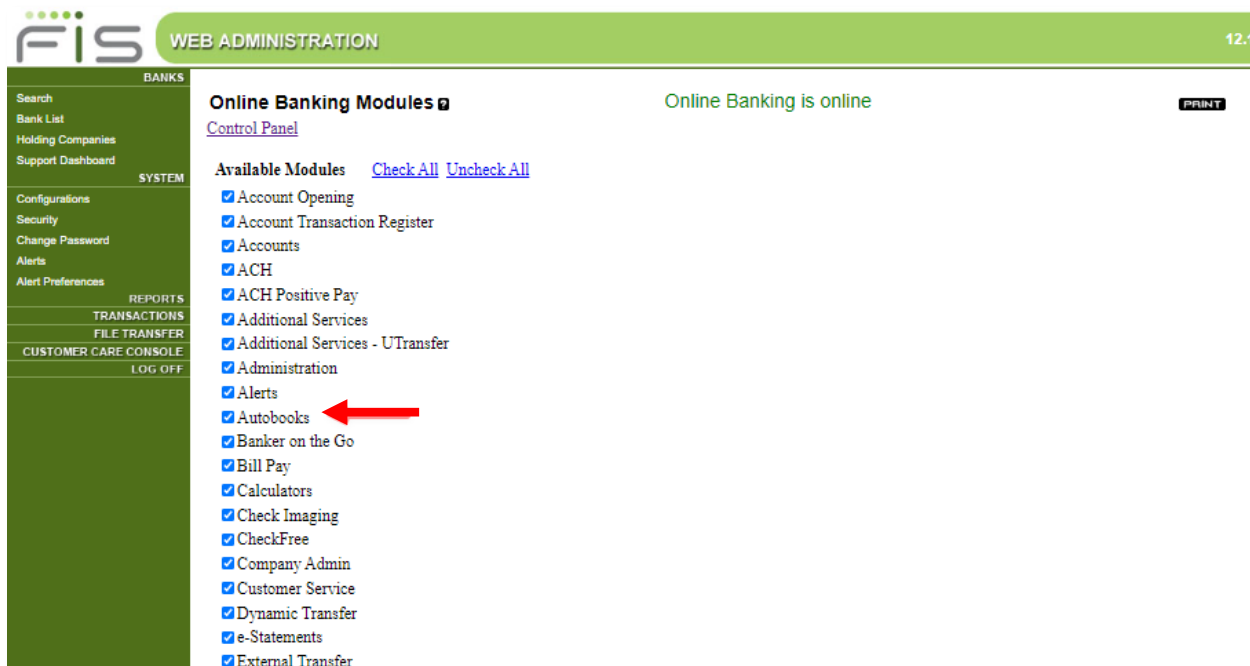 FIS
WEB ADMINISTRATION
BANKS
Search
Bank List
Holding Companies
Support Dashboard
SYSTEM
Configurations
Security
Change Password
Alerts
Alert Preferences
REPORTS
TRANSACTIONS
FILE TRANSFER
CUSTOMER CARE CONSOLE
LOG OFF
Online Banking Modules ?
Online Banking is online
PRINT
Control Panel
Available Modules Check All Uncheck All
Account Opening
Account Transaction Register
Accounts
ACH
ACH Positive Pay
Additional Services
Additional Services - UTransfer
Administration
Alerts
Autobooks
Banker on the Go
Bill Pay
Calculators
Check Imaging
CheckFree
Company Admin
Customer Service
Dynamic Transfer
e-Statements
External Transfer